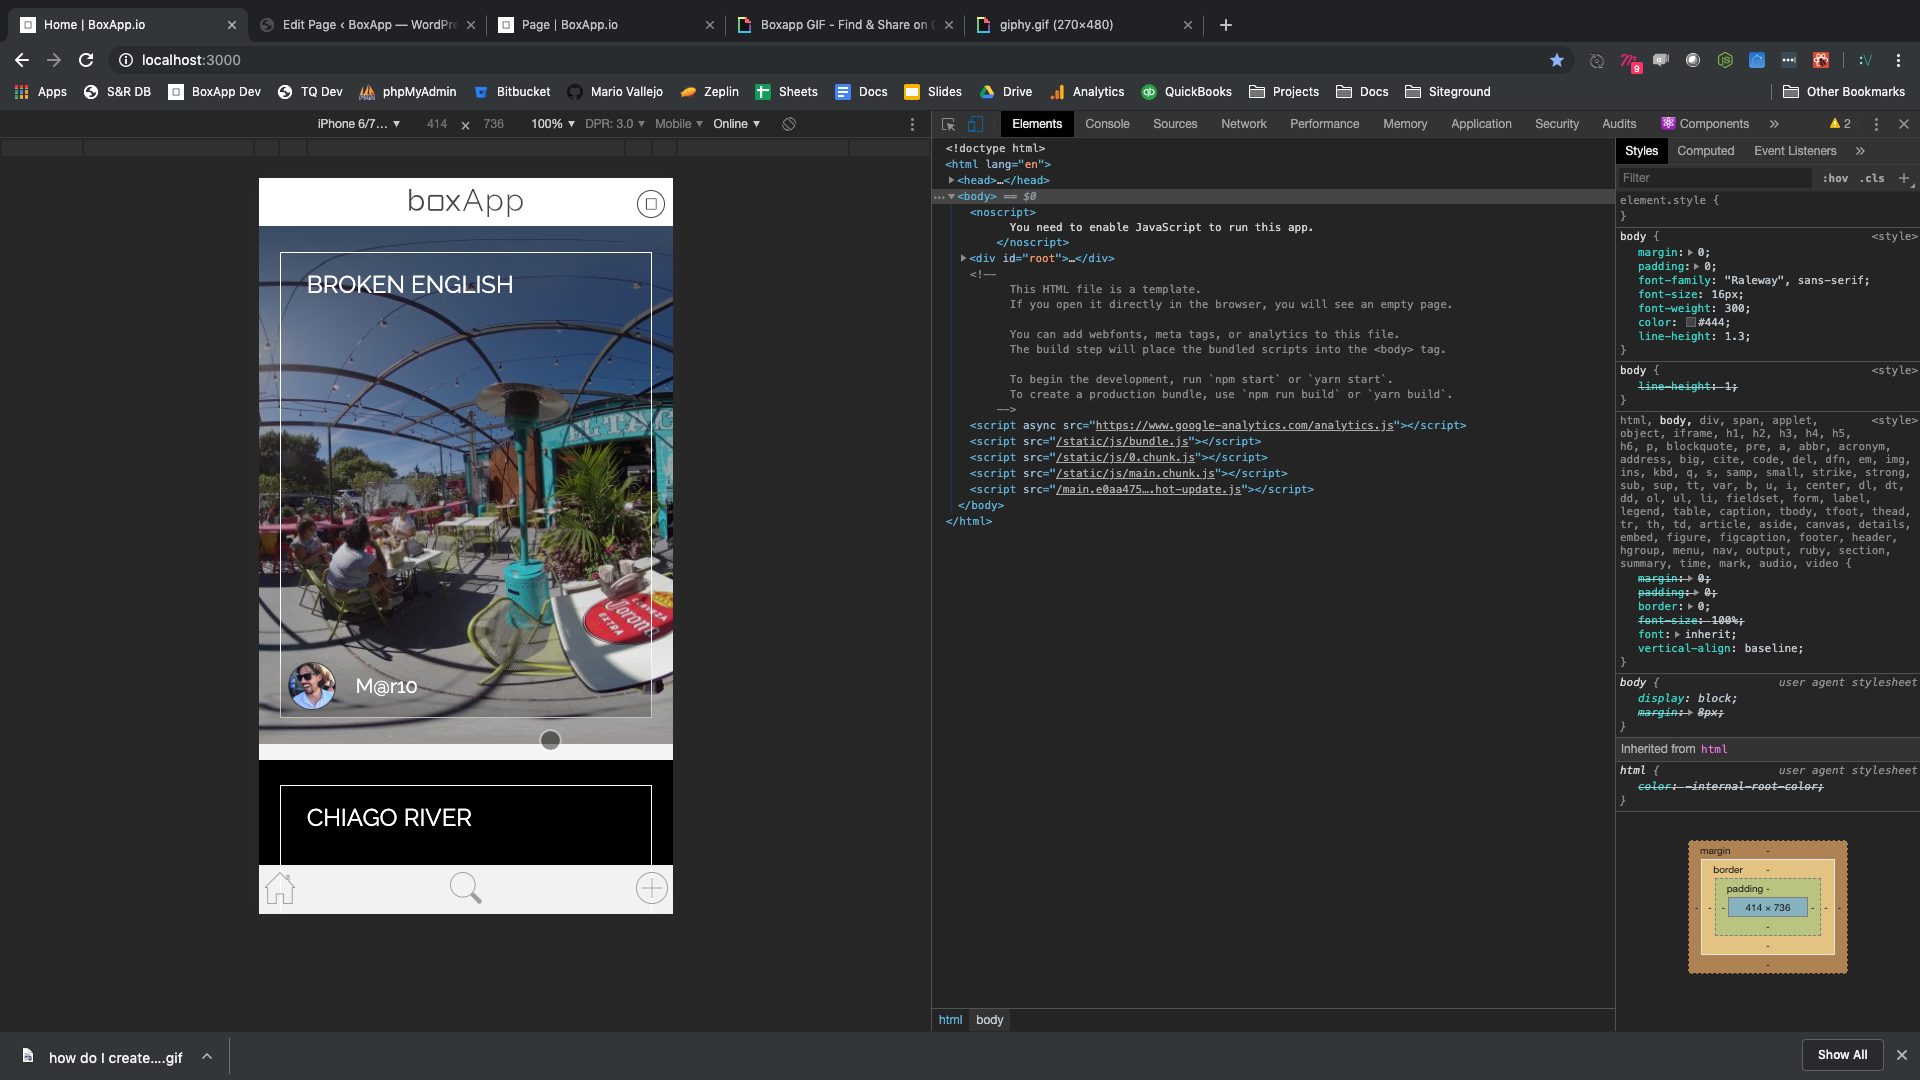 Home | BoxApp.io
Edit Page ‹ BoxApp — WordPre
Page | BoxApp.io
Boxapp GIF - Find & Share on G
giphy.gif (270×480)
localhost:3000
9
:V
Apps
S&R DB
BoxApp Dev
TQ Dev
phpMyAdmin
Bitbucket
Mario Vallejo
Zeplin
Sheets
Docs
Slides
Drive
Analytics
QuickBooks
Projects
Docs
Siteground
Other Bookmarks
iPhone 6/7... ▼ 414 × 736 100% ▼ DPR: 3.0 ▼ Mobile ▼ Online ▼
boxApp
BROKEN ENGLISH
CERVEZA
Corona
EXTRA
M@r10
CHIAGO RIVER
Elements Console Sources Network Performance Memory Application Security Audits Components » 2
<!doctype html>
<html lang="en">
<head>…</head>
<body> == $0
<noscript>
You need to enable JavaScript to run this app.
</noscript>
<div id="root">…</div>
<!--
This HTML file is a template.
If you open it directly in the browser, you will see an empty page.
You can add webfonts, meta tags, or analytics to this file.
The build step will place the bundled scripts into the <body> tag.
To begin the development, run `npm start` or `yarn start`.
To create a production bundle, use `npm run build` or `yarn build`.
-->
<script async src="https://www.google-analytics.com/analytics.js"></script>
<script src="/static/js/bundle.js"></script>
<script src="/static/js/0.chunk.js"></script>
<script src="/static/js/main.chunk.js"></script>
<script src="/main.e0aa475….hot-update.js"></script>
</body>
</html>
html body
Styles Computed Event Listeners »
Filter :hov .cls +
element.style {
}
body { <style>
margin: 0;
padding: 0;
font-family: "Raleway", sans-serif;
font-size: 16px;
font-weight: 300;
color: #444;
line-height: 1.3;
}
body { <style>
line-height: 1;
}
html, body, div, span, applet, <style>
object, iframe, h1, h2, h3, h4, h5,
h6, p, blockquote, pre, a, abbr, acronym,
address, big, cite, code, del, dfn, em, img,
ins, kbd, q, s, samp, small, strike, strong,
sub, sup, tt, var, b, u, i, center, dl, dt,
dd, ol, ul, li, fieldset, form, label,
legend, table, caption, tbody, tfoot, thead,
tr, th, td, article, aside, canvas, details,
embed, figure, figcaption, footer, header,
hgroup, menu, nav, output, ruby, section,
summary, time, mark, audio, video {
margin: 0;
padding: 0;
border: 0;
font-size: 100%;
font: inherit;
vertical-align: baseline;
}
body { user agent stylesheet
display: block;
margin: 8px;
}
Inherited from html
html { user agent stylesheet
color: -internal-root-color;
}
margin -
border -
padding -
- - - 414 × 736 - - -
-
-
-
how do I create....gif
Show All